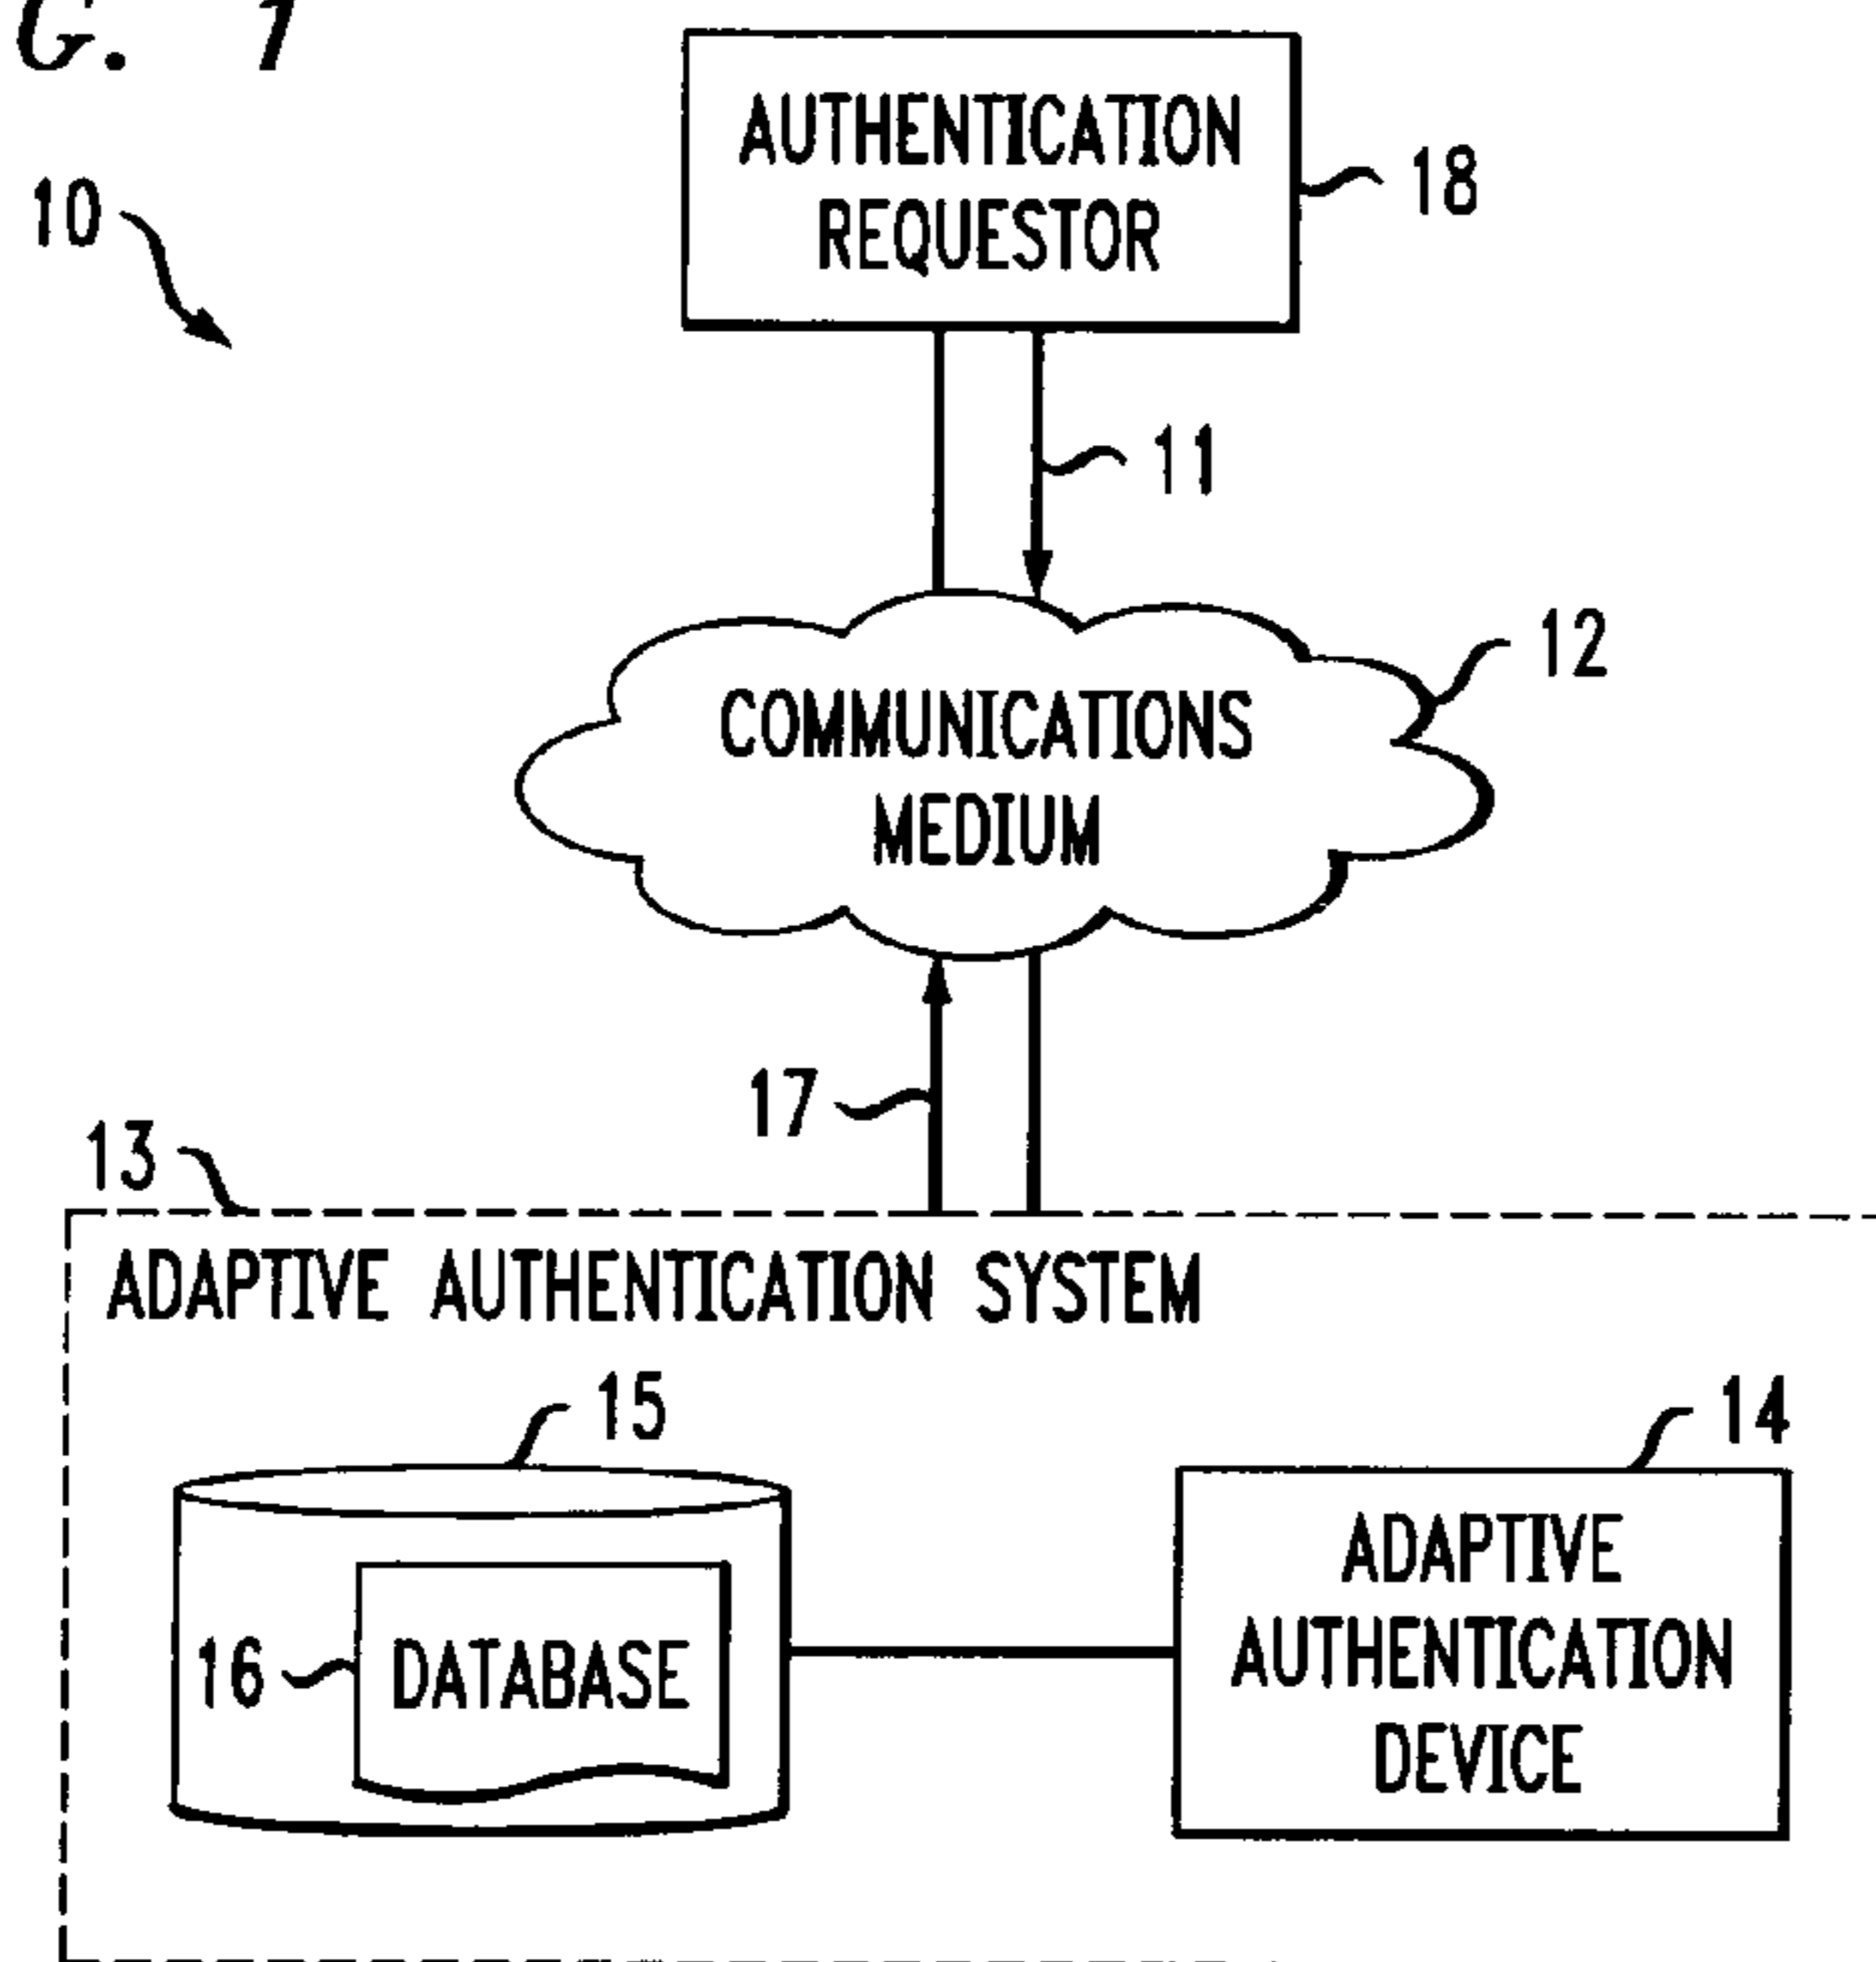 G. 1
10
AUTHENTICATION
REQUESTOR
18
11
12
COMMUNICATIONS
MEDIUM
17
13
ADAPTIVE AUTHENTICATION SYSTEM
15
14
16
DATABASE
ADAPTIVE
AUTHENTICATION
DEVICE